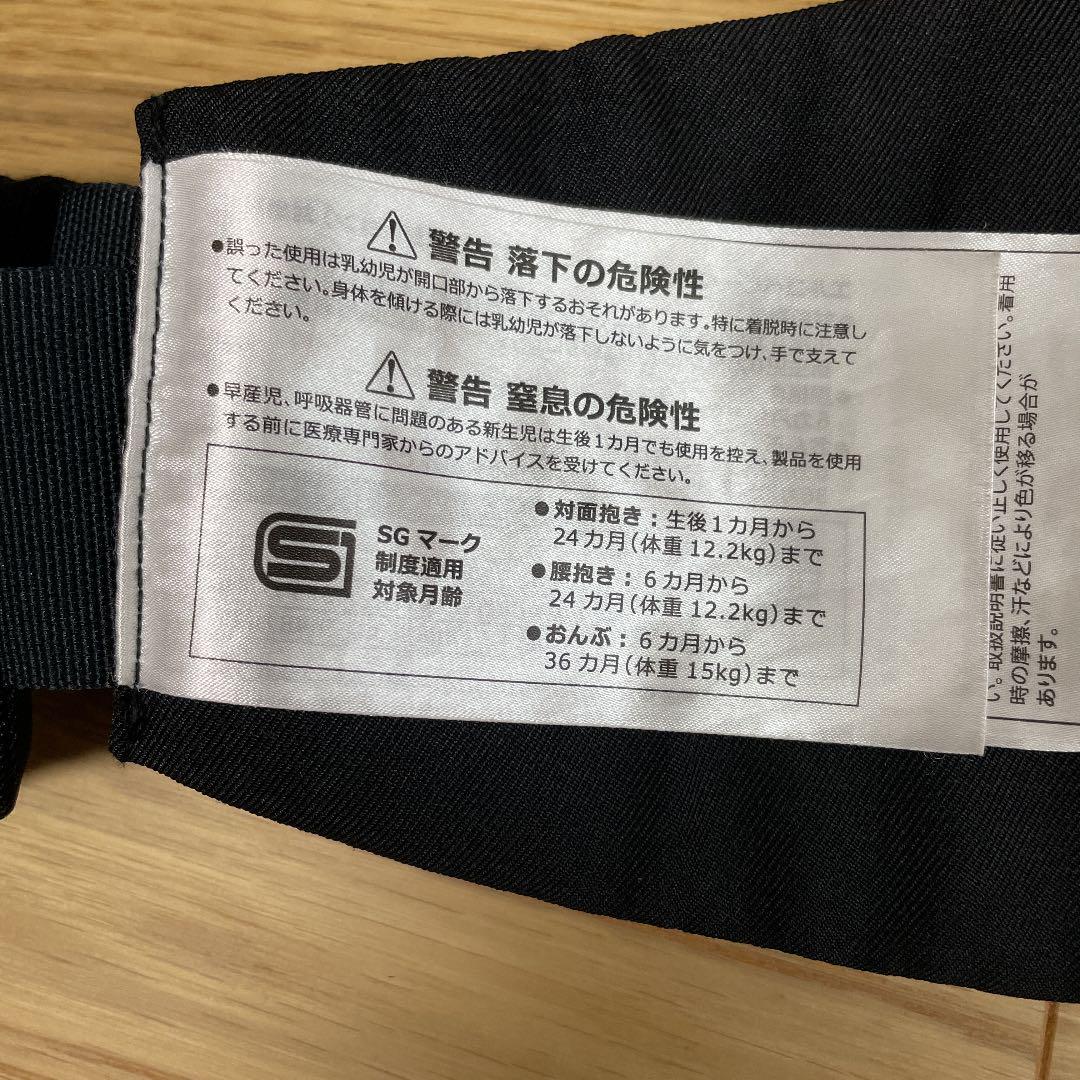 警告 落下の危険性
●誤った使用は乳幼児が開口部から落下するおそれがあります。特に着脱時に注意し
てください。身体を傾ける際には乳幼児が落下しないように気をつけ、手で支えて
ください。
警告 窒息の危険性
●早産児、呼吸器管に問題のある新生児は生後1カ月でも使用を控え、製品を使用
する前に医療専門家からのアドバイスを受けてください。
SG マーク
制度適用
対象月齢
●対面抱き：生後1カ月から
24カ月（体重12.2kg）まで
●腰抱き：6カ月から
24カ月（体重12.2kg）まで
●おんぶ：6カ月から
36カ月（体重15kg）まで
い。取扱説明書に従い正しく使用してください。着用
時の摩擦、汗などにより色が移る場合が
あります。